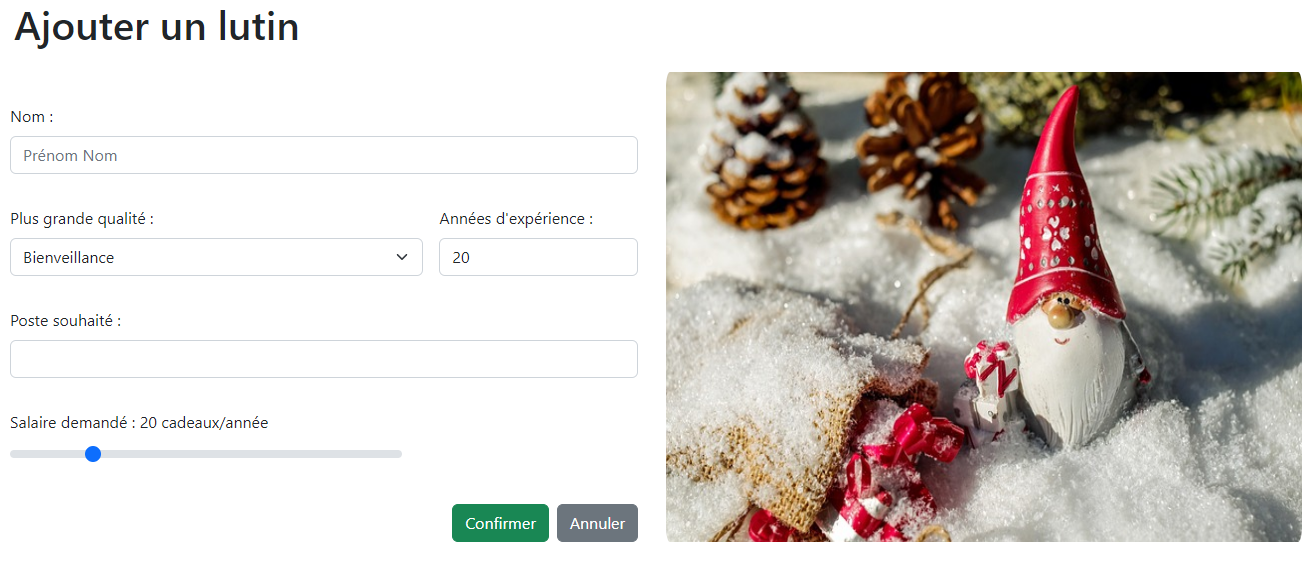 Ajouter un lutin
Nom :
Prénom Nom
Plus grande qualité :
Années d'expérience :
Bienveillance
20
Poste souhaité :
Salaire demandé : 20 cadeaux/année
Confirmer
Annuler